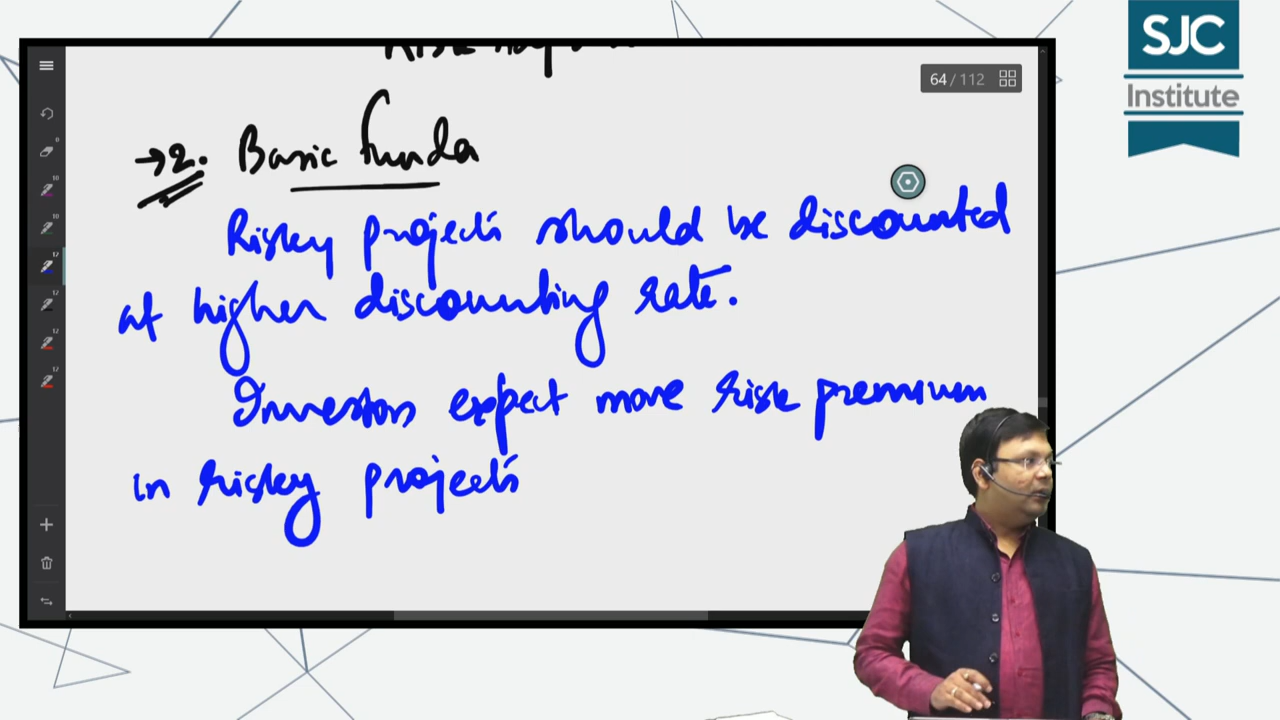 SJC
Institute
64 / 112
→2. Basic funda
Risky projects should be discounted
at higher discounting rate.
Investors expect more risk premium
in risky projects